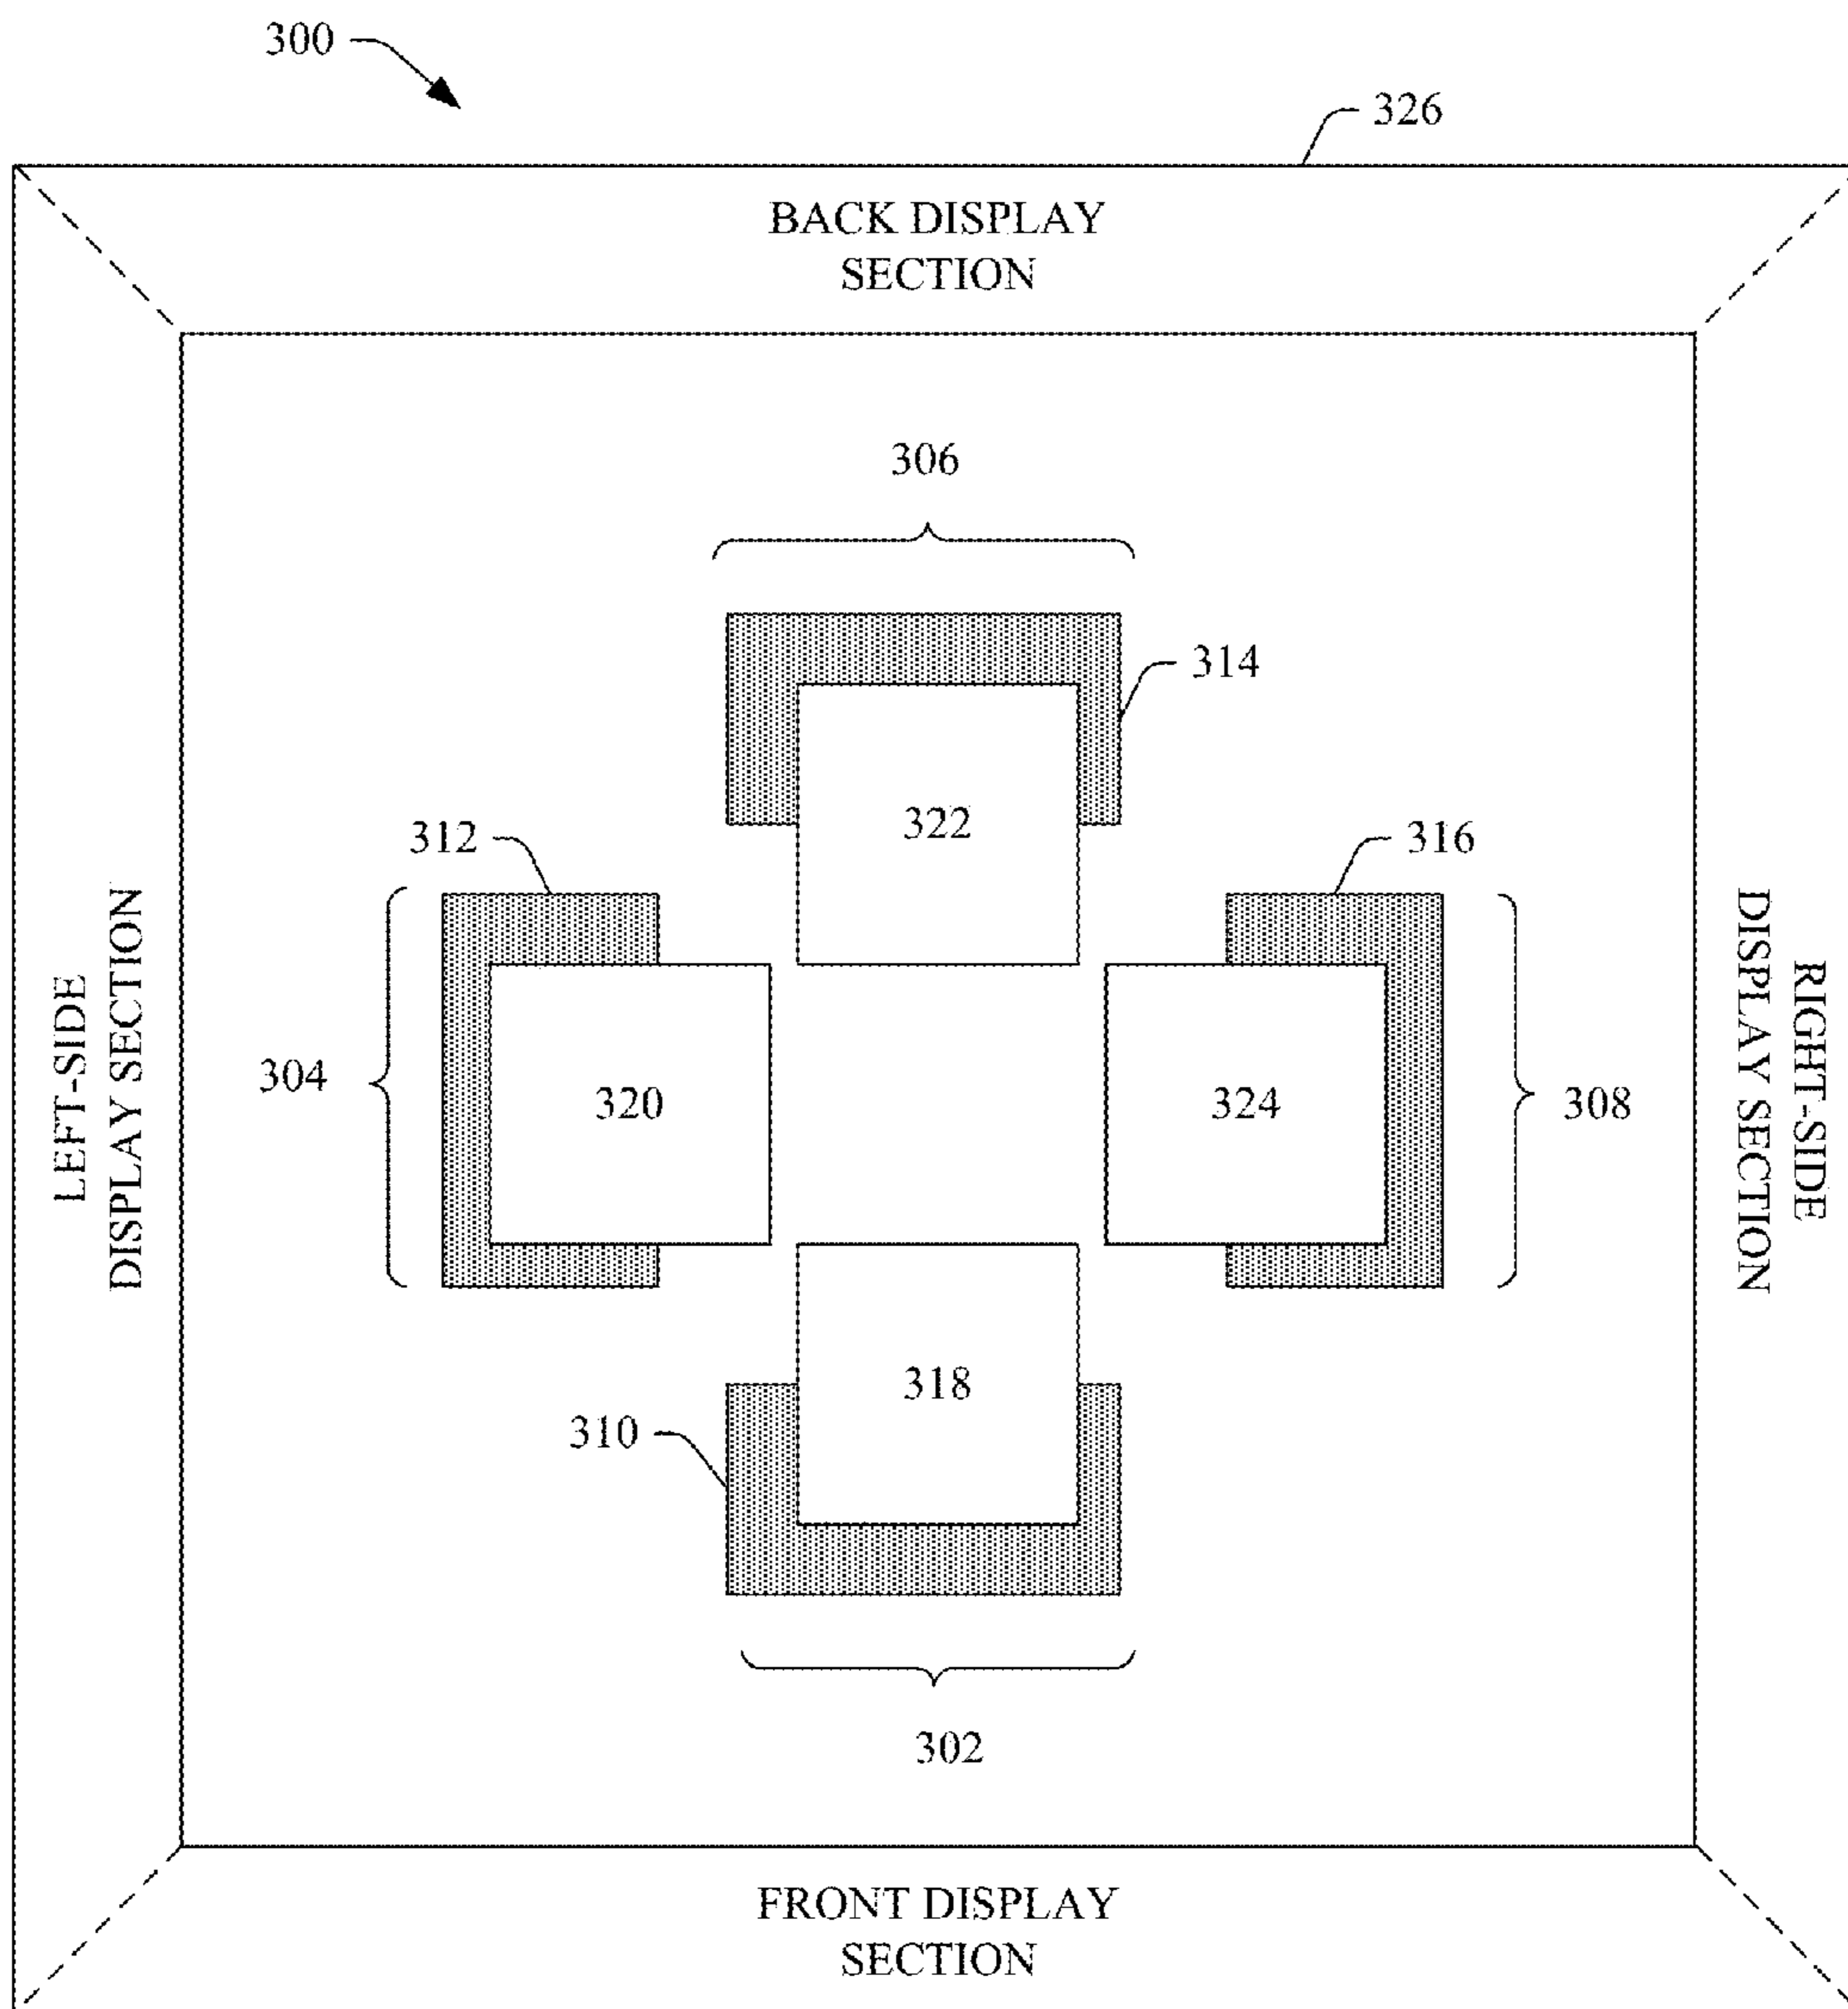 300
326
BACK DISPLAY
SECTION
306
314
322
312
316
LEFT-SIDE
DISPLAY SECTION
304
320
324
308
RIGHT-SIDE
DISPLAY SECTION
318
310
302
FRONT DISPLAY
SECTION